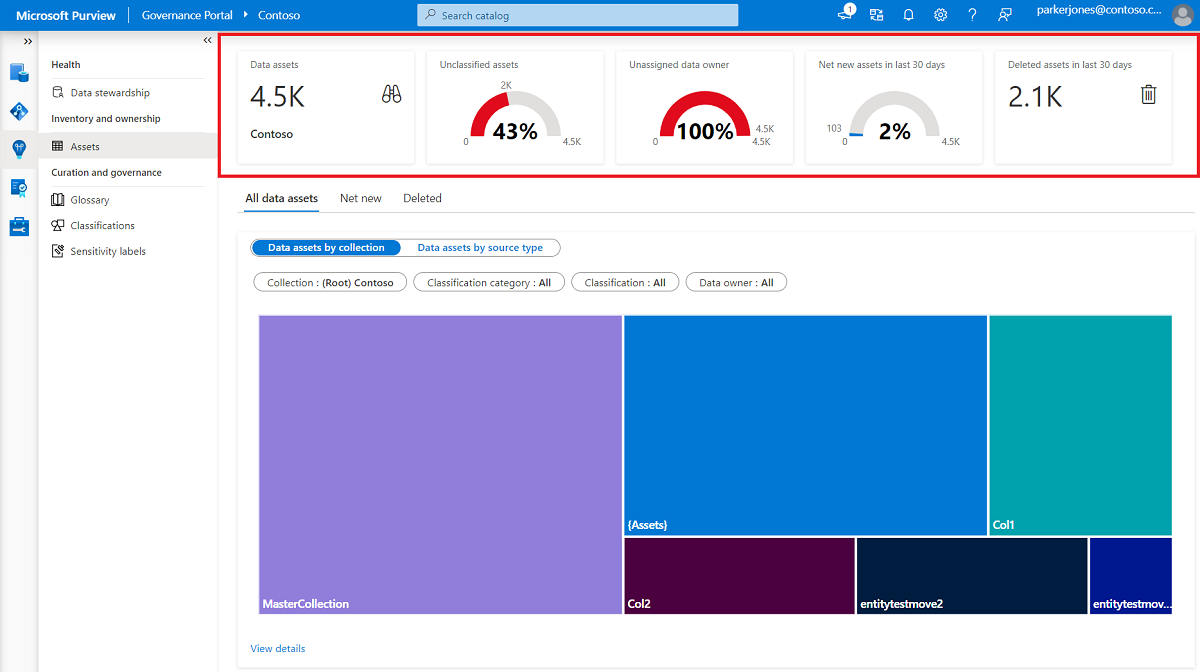 Microsoft Purview
Governance Portal
Contoso
Search catalog
1
parkerjones@contoso.c...
Health
Data stewardship
Inventory and ownership
Assets
Curation and governance
Glossary
Classifications
Sensitivity labels
Data assets
4.5K
Contoso
Unclassified assets
2K
43%
0
4.5K
Unassigned data owner
100%
4.5K
0
4.5K
Net new assets in last 30 days
103
2%
0
4.5K
Deleted assets in last 30 days
2.1K
All data assets
Net new
Deleted
Data assets by collection
Data assets by source type
Collection : (Root) Contoso
Classification category : All
Classification : All
Data owner : All
MasterCollection
{Assets}
Col1
Col2
entitytestmove2
entitytestmov...
View details